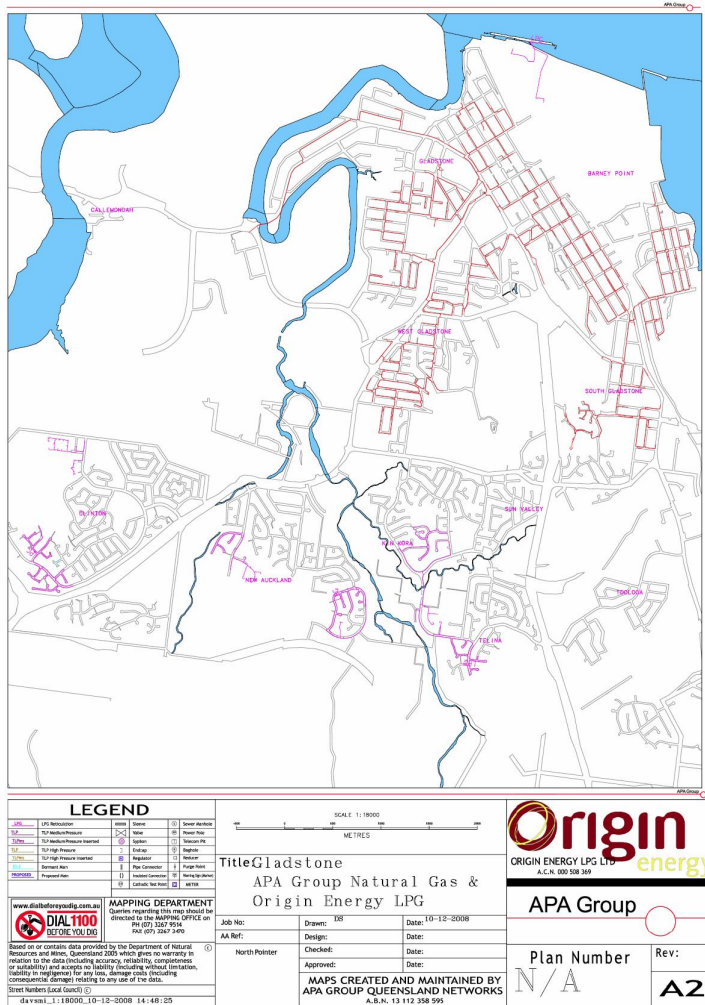 APA Group
LPG
GLADSTONE
BARNEY POINT
CALLEMONDAH
WEST GLADSTONE
SOUTH GLADSTONE
CLINTON
SUN VALLEY
KIN KORA
NEW AUCKLAND
TOOLOOA
TELINA
APA Group
LEGEND
LPG LPG Reticulation
TLP TLP Medium Pressure
TLPins TLP Medium Pressure Inserted
TLP TLP High Pressure
TLPins TLP High Pressure Inserted
Dormant Main
PROPOSED Proposed Main
Sleeve
Valve
Syphon
Endcap
Regulator
Pipe Connector
Insulated Connection
Cathodic Test Point
Sewer Manhole
Power Pole
Telecom Pit
Baghole
Reducer
Purge Point
METER
www.dialbeforeyoudig.com.au
DIAL 1100
BEFORE YOU DIG
MAPPING DEPARTMENT
Queries regarding this map should be
directed to the MAPPING OFFICE on
PH (07) 3267 9514
FAX (07) 3267 3470
Based on or contains data provided by the Department of Natural
Resources and Mines, Queensland 2005 which gives no warranty in
relation to the data (including accuracy, reliability, completeness
or suitability) and accepts no liability (including without limitation,
liability in negligence) for any loss, damage costs (including
consequential damage) relating to any use of the data.
Street Numbers (Local Council) ©
davsmi_1:18000_10-12-2008 14:48:25
SCALE 1:18000
METRES
Title Gladstone
APA Group Natural Gas &
Origin Energy LPG
Job No:
Drawn: DS
Date: 10-12-2008
AA Ref:
Design:
Date:
North Pointer
Checked:
Date:
Approved:
Date:
MAPS CREATED AND MAINTAINED BY
APA GROUP QUEENSLAND NETWORKS
A.B.N. 13 112 358 595
Origin
energy
ORIGIN ENERGY LPG LTD
A.C.N. 000 508 369
APA Group
Plan Number
N/A
Rev:
A2